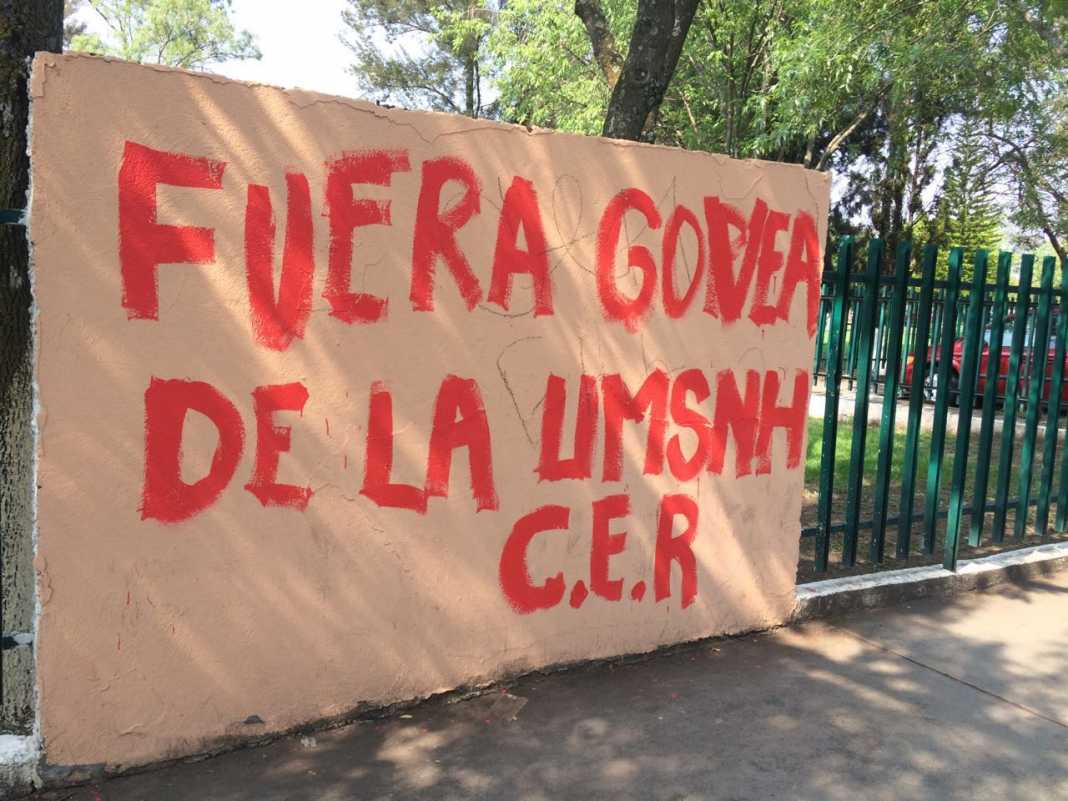 FUERA GOVEA
DE LA UMSNH
C.E.R